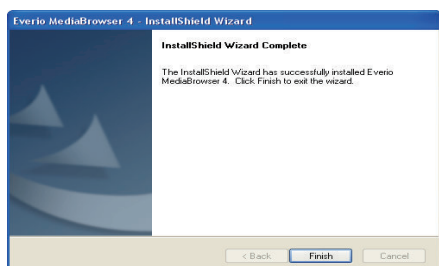 Everio MediaBrowser 4 - InstallShield Wizard
InstallShield Wizard Complete
The InstallShield Wizard has successfully installed Everio
MediaBrowser 4. Click Finish to exit the wizard.
< Back
Finish
Cancel